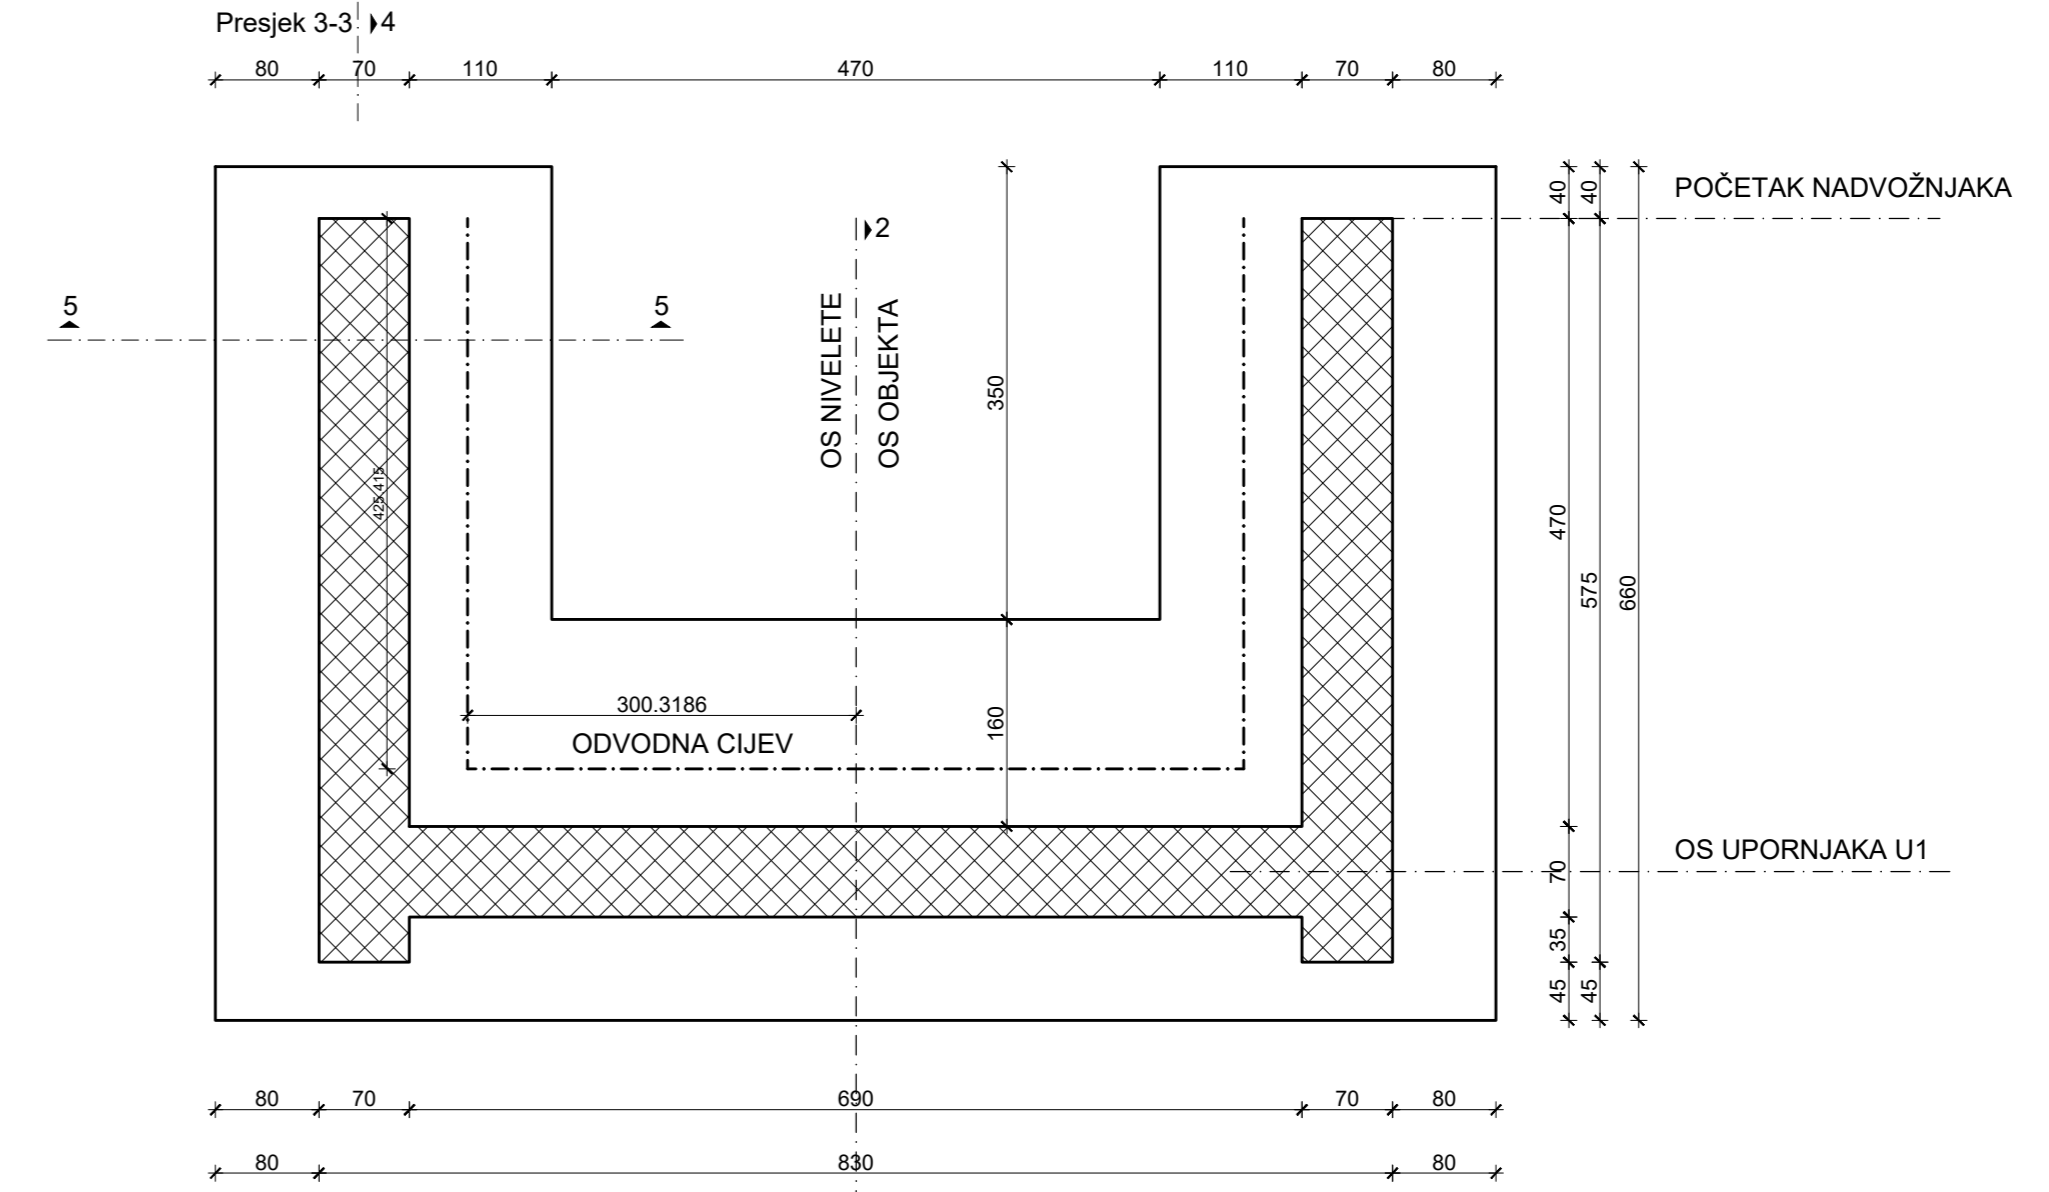 Presjek 3-3 4
80 70 110 470 110 70 80
40 40 POČETAK NADVOŽNJAKA
2
5 5
OS NIVELETE
OS OBJEKTA
350
425.415
470
575
660
300.3186
ODVODNA CIJEV
160
OS UPORNJAKA U1
70
35
45 45
80 70 690 70 80
80 830 80